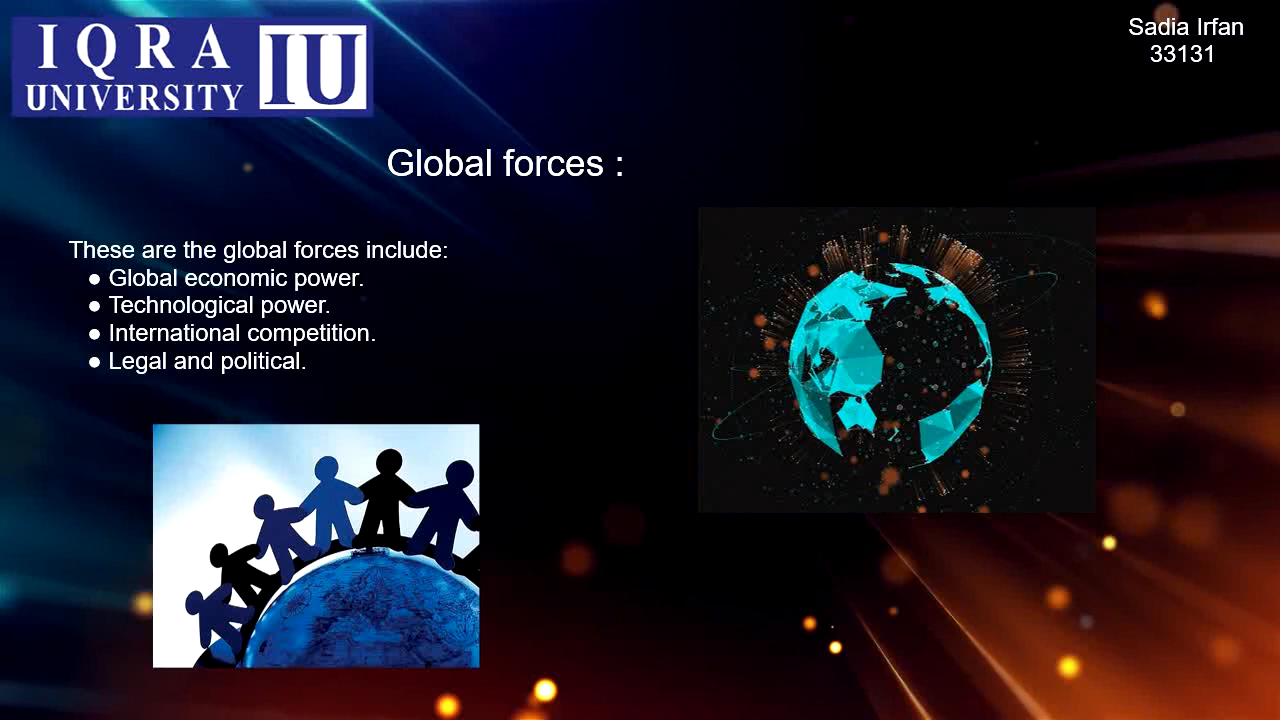 IQRA
UNIVERSITY
IU
Sadia Irfan
33131
Global forces :
These are the global forces include:
● Global economic power.
● Technological power.
● International competition.
● Legal and political.